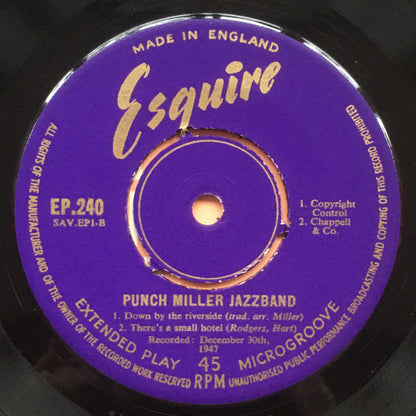 MADE IN ENGLAND
Esquire
EP.240
SAV.EP1-B
1. Copyright
Control
2. Chappell
& Co.
PUNCH MILLER JAZZBAND
1. Down by the riverside (trad. arr. Miller)
2. There's a small hotel (Rodgers, Hart)
Recorded: December 30th,
1947
EXTENDED PLAY 45 RPM MICROGROOVE
ALL RIGHTS OF THE MANUFACTURER AND OF THE OWNER OF THE RECORDED WORK RESERVED UNAUTHORISED PUBLIC PERFORMANCE, BROADCASTING AND COPYING OF THIS RECORD PROHIBITED